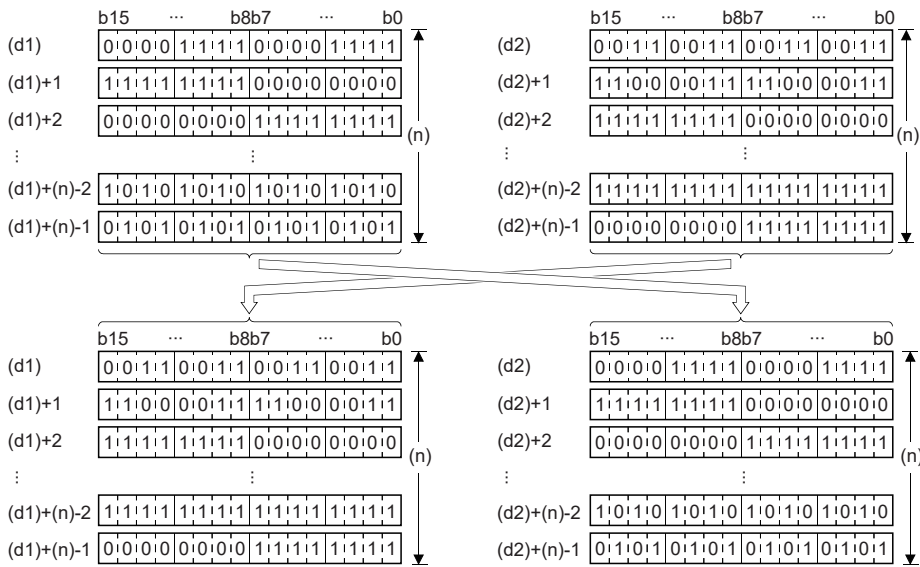 b15 ... b8b7 ... b0 b15 ... b8b7 ... b0
(d1) 0000 1111 0000 1111 (d2) 0011 0011 0011 0011
(d1)+1 1111 1111 0000 0000 (d2)+1 1100 0011 1100 0011
(d1)+2 0000 0000 1111 1111 (d2)+2 1111 1111 0000 0000
(n) (n)
⋮ ⋮ ⋮ ⋮
(d1)+(n)-2 1010 1010 1010 1010 (d2)+(n)-2 1111 1111 1111 1111
(d1)+(n)-1 0101 0101 0101 0101 (d2)+(n)-1 0000 0000 1111 1111
b15 ... b8b7 ... b0 b15 ... b8b7 ... b0
(d1) 0011 0011 0011 0011 (d2) 0000 1111 0000 1111
(d1)+1 1100 0011 1100 0011 (d2)+1 1111 1111 0000 0000
(d1)+2 1111 1111 0000 0000 (d2)+2 0000 0000 1111 1111
(n) (n)
⋮ ⋮ ⋮ ⋮
(d1)+(n)-2 1111 1111 1111 1111 (d2)+(n)-2 1010 1010 1010 1010
(d1)+(n)-1 0000 0000 1111 1111 (d2)+(n)-1 0101 0101 0101 0101